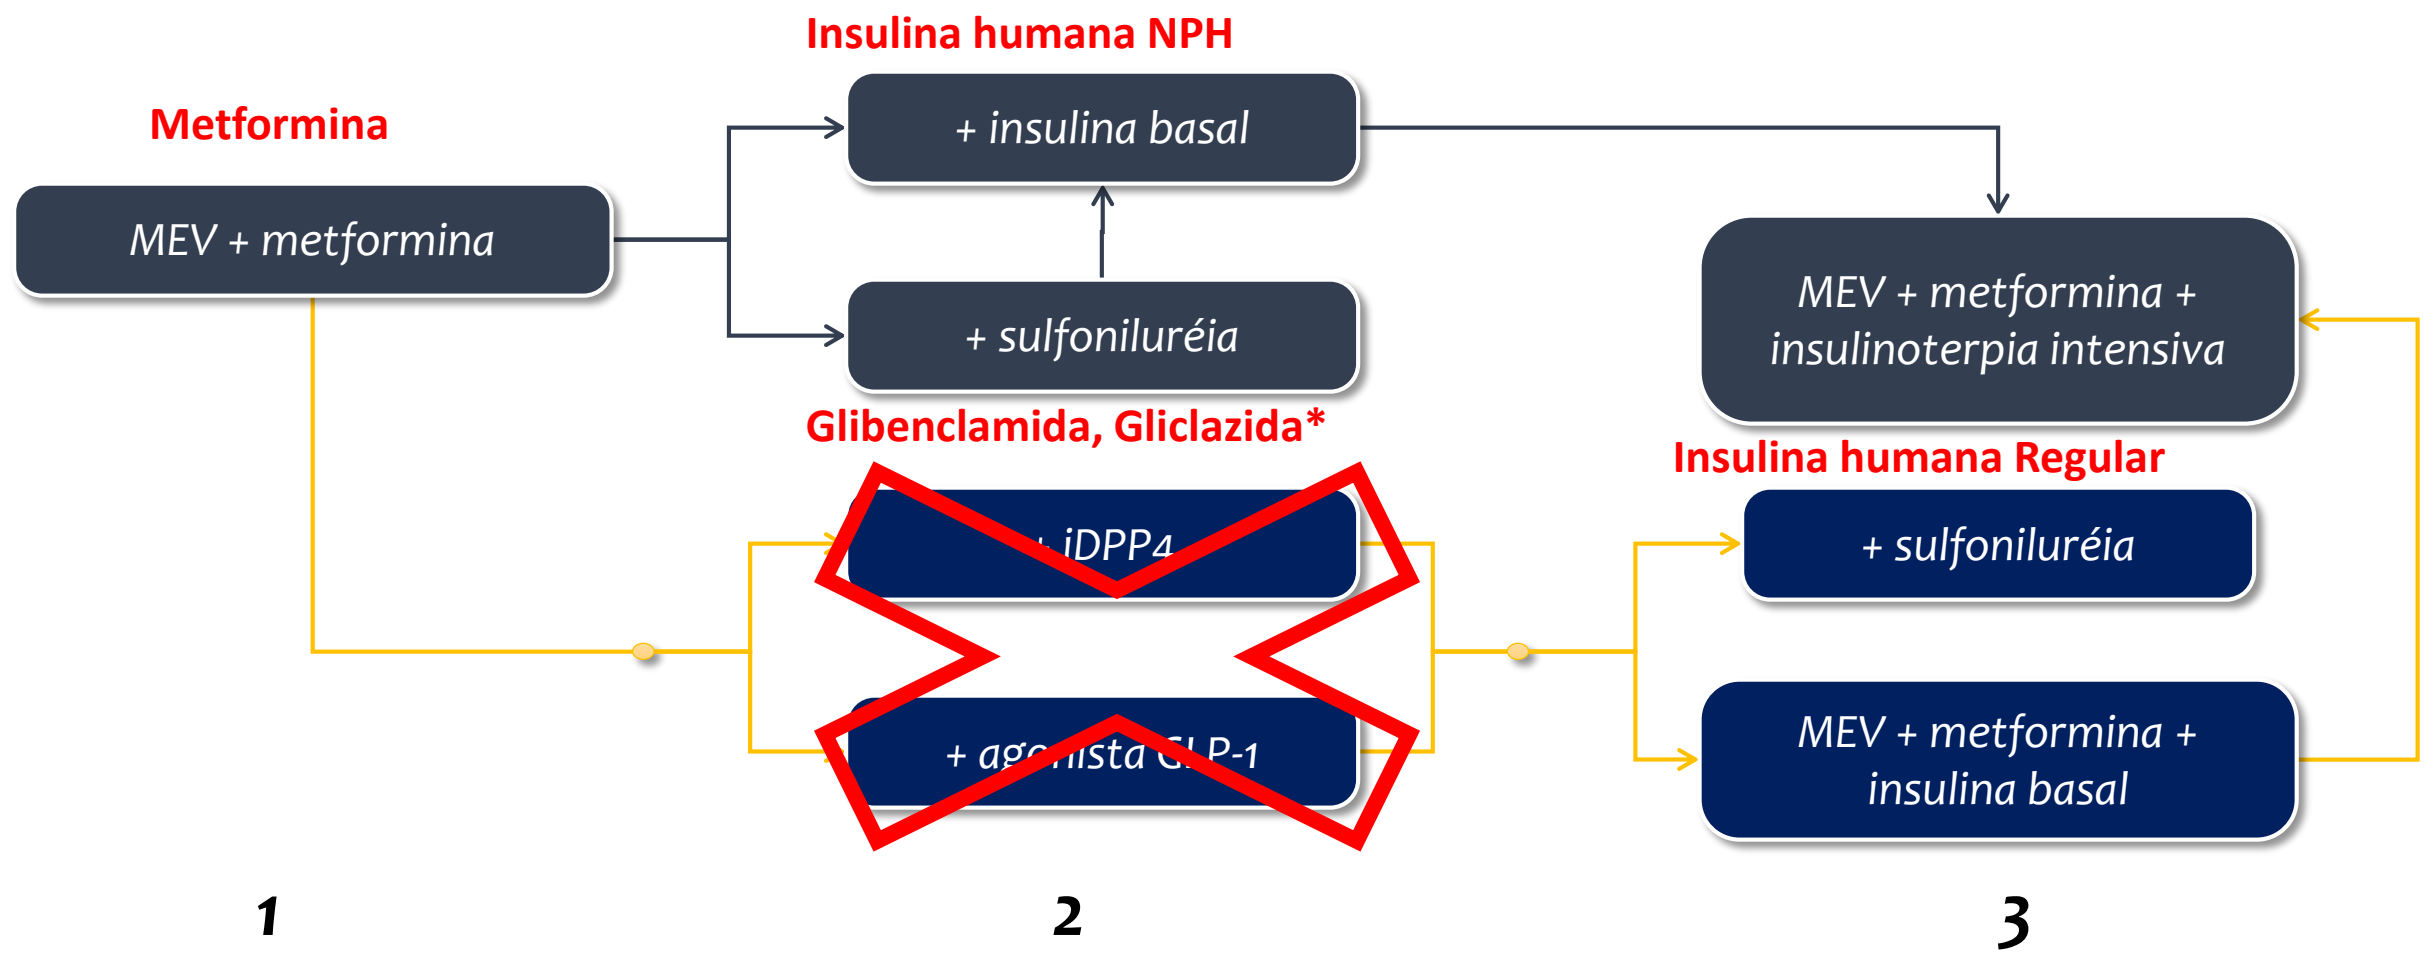 Insulina humana NPH
Metformina
+ insulina basal
MEV + metformina
+ sulfoniluréia
MEV + metformina +
insulinoterpia intensiva
Glibenclamida, Gliclazida*
Insulina humana Regular
+ iDPP4
+ sulfoniluréia
+ agonista GLP-1
MEV + metformina +
insulina basal
1
2
3